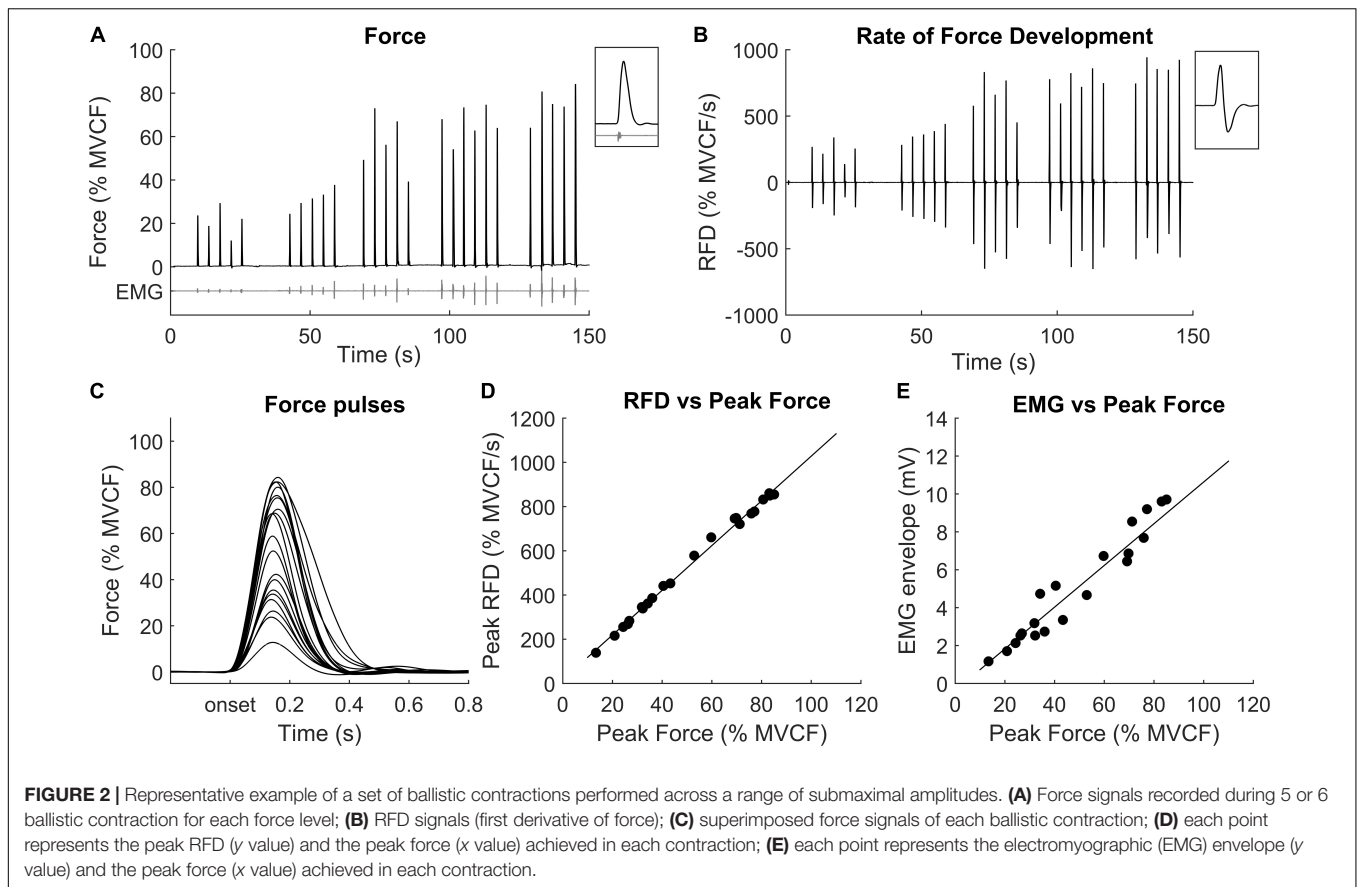 A
Force
100
80
60
40
20
0
Force (% MVCF)
EMG
0
50
100
150
Time (s)
B
Rate of Force Development
1000
500
0
-500
-1000
RFD (% MVCF/s)
0
50
100
150
Time (s)
C
Force pulses
100
80
60
40
20
0
Force (% MVCF)
onset
0.2
0.4
0.6
0.8
Time (s)
D
RFD vs Peak Force
1200
1000
800
600
400
200
0
Peak RFD (% MVCF/s)
0
20
40
60
80
100
120
Peak Force (% MVCF)
E
EMG vs Peak Force
14
12
10
8
6
4
2
0
EMG envelope (mV)
0
20
40
60
80
100
120
Peak Force (% MVCF)
FIGURE 2 | Representative example of a set of ballistic contractions performed across a range of submaximal amplitudes. (A) Force signals recorded during 5 or 6
ballistic contraction for each force level; (B) RFD signals (first derivative of force); (C) superimposed force signals of each ballistic contraction; (D) each point
represents the peak RFD (y value) and the peak force (x value) achieved in each contraction; (E) each point represents the electromyographic (EMG) envelope (y
value) and the peak force (x value) achieved in each contraction.